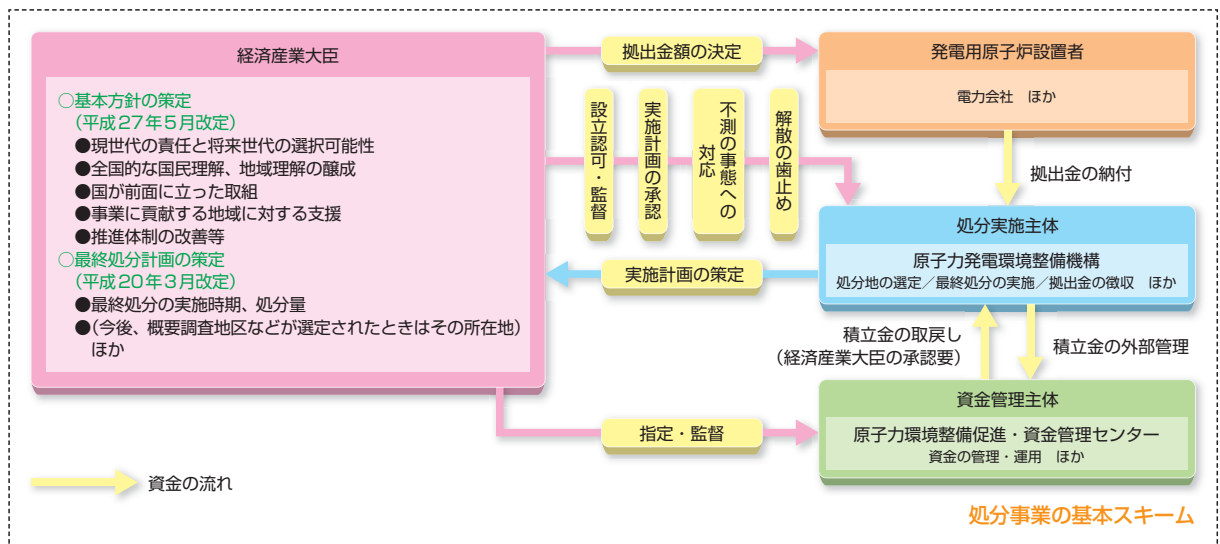 経済産業大臣
○基本方針の策定
(平成27年5月改定)
●現世代の責任と将来世代の選択可能性
●全国的な国民理解、地域理解の醸成
●国が前面に立った取組
●事業に貢献する地域に対する支援
●推進体制の改善等
○最終処分計画の策定
(平成20年3月改定)
●最終処分の実施時期、処分量
●(今後、概要調査地区などが選定されたときはその所在地)
ほか
拠出金額の決定
設立認可・監督
実施計画の承認
不測の事態への
対応
解散の歯止め
実施計画の策定
指定・監督
発電用原子炉設置者
電力会社 ほか
拠出金の納付
処分実施主体
原子力発電環境整備機構
処分地の選定/最終処分の実施/拠出金の徴収 ほか
積立金の取戻し
(経済産業大臣の承認要)
積立金の外部管理
資金管理主体
原子力環境整備促進・資金管理センター
資金の管理・運用 ほか
資金の流れ
処分事業の基本スキーム